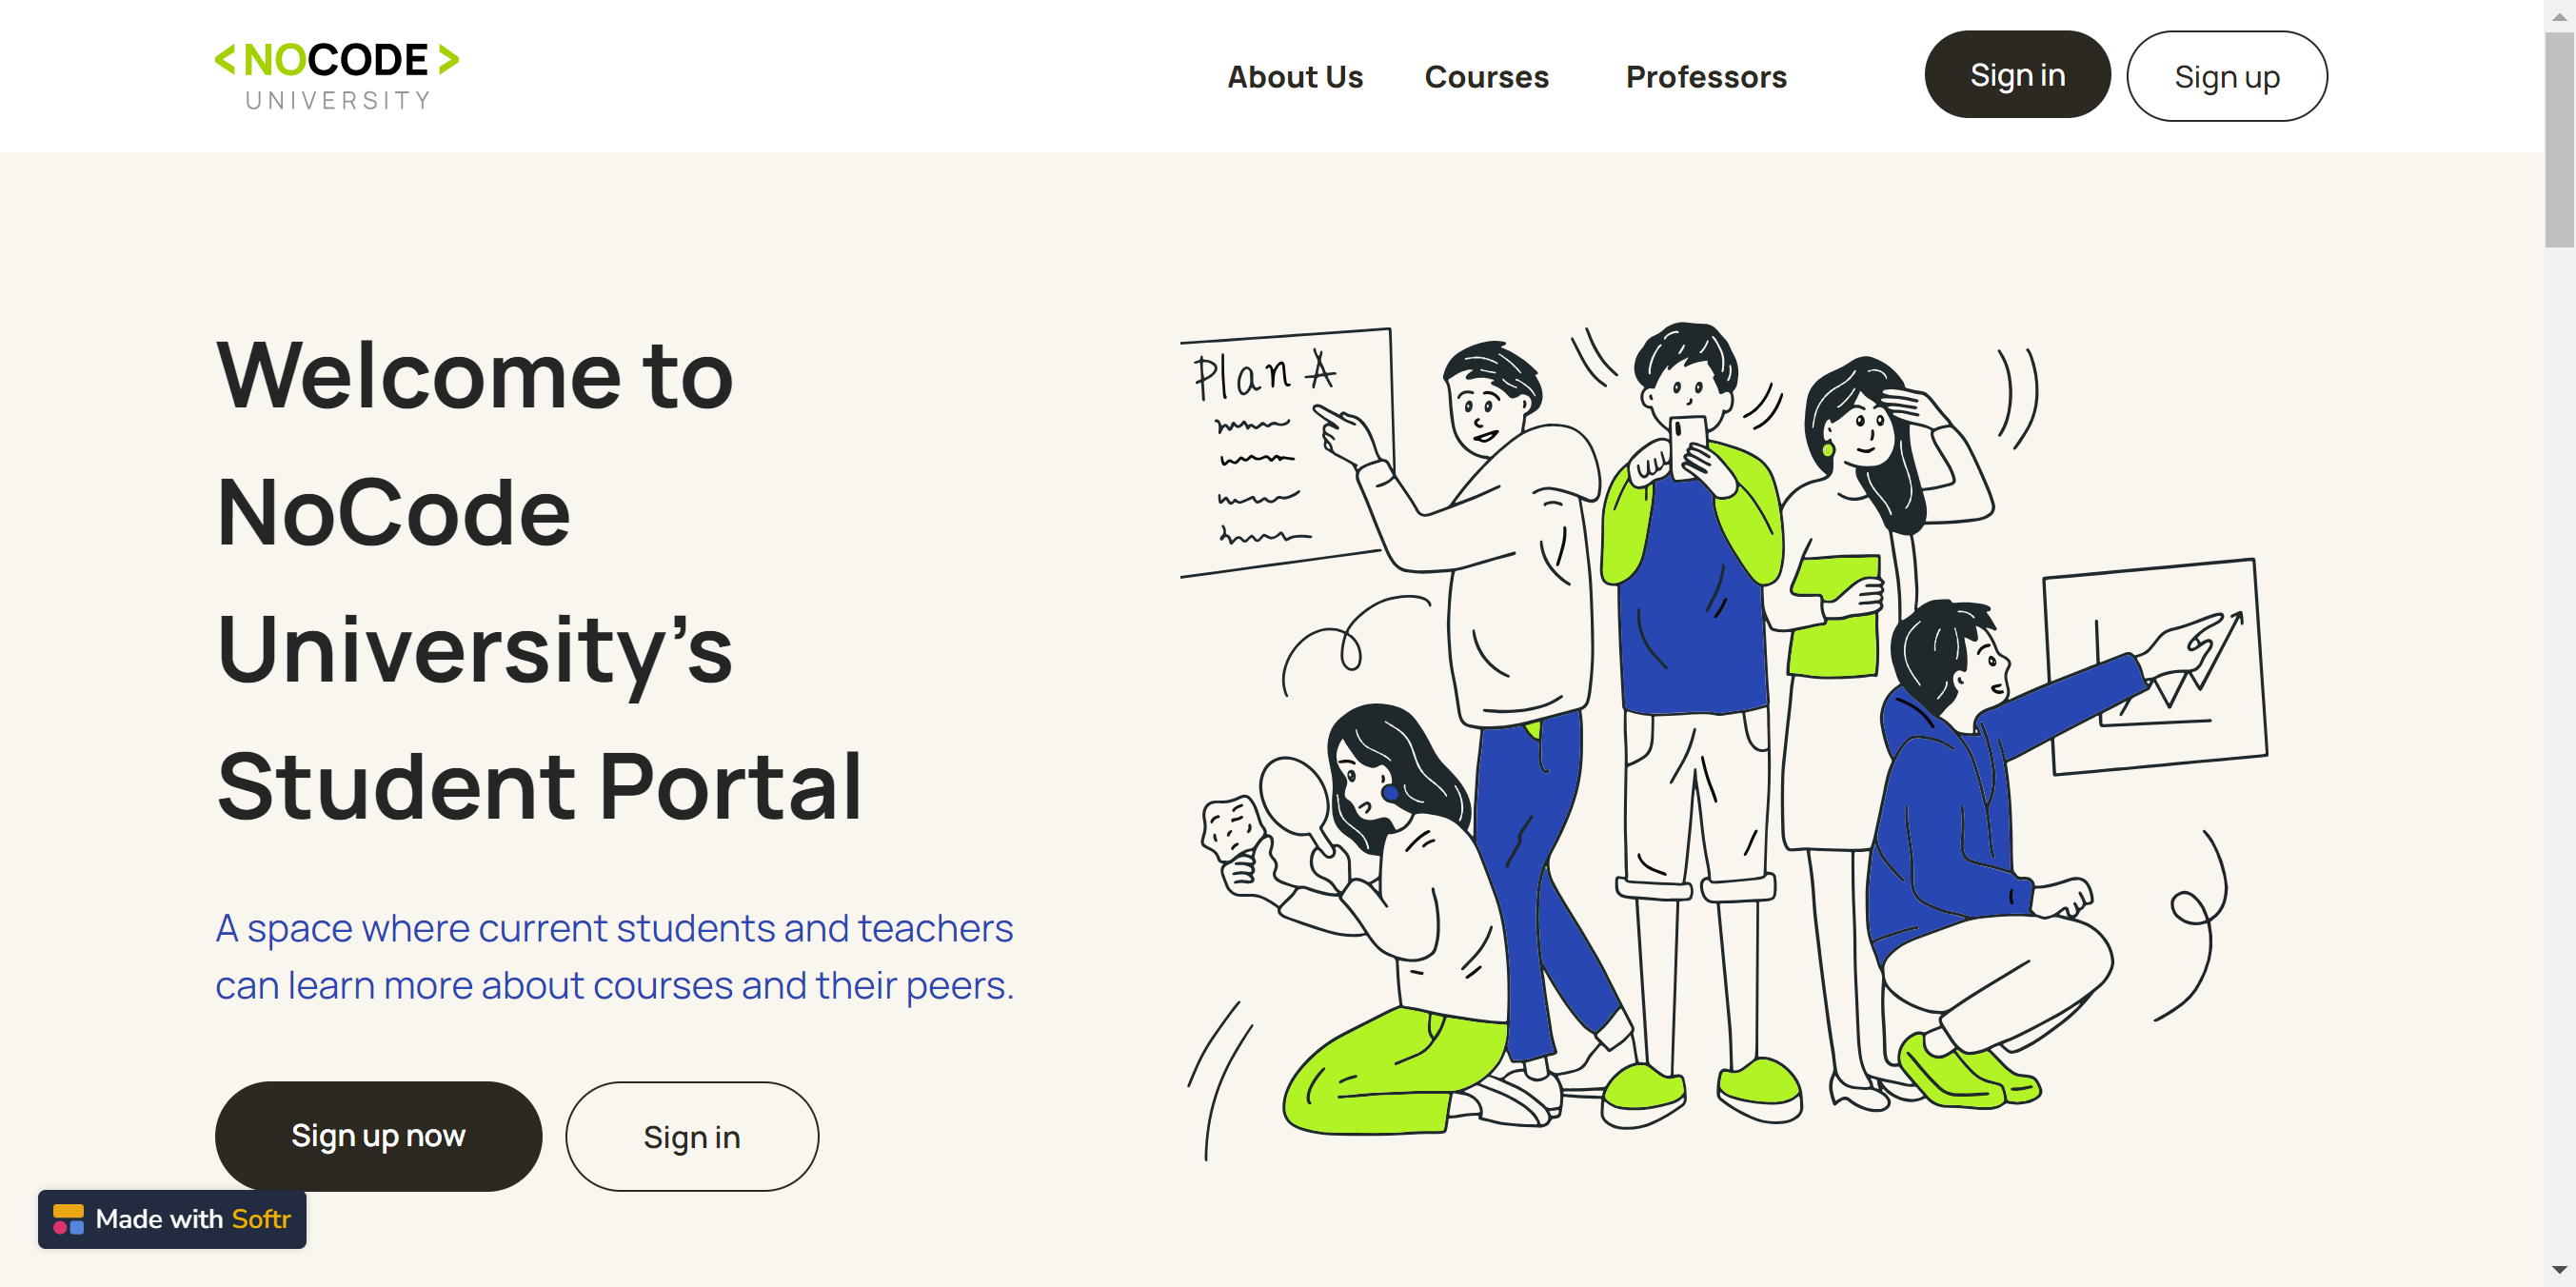 <NOCODE>
UNIVERSITY
About Us
Courses
Professors
Sign in
Sign up
Welcome to
NoCode
University’s
Student Portal
A space where current students and teachers
can learn more about courses and their peers.
Sign up now
Sign in
Plan A
Made with Softr